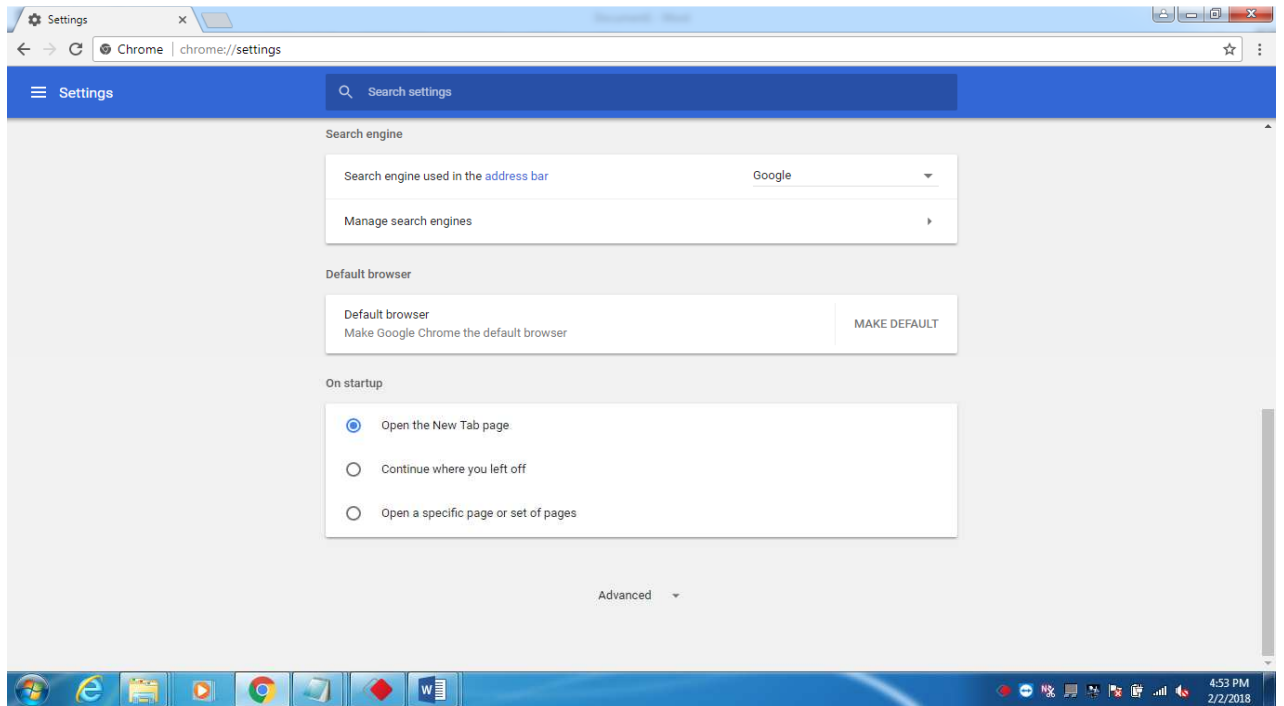 Settings
Document1 - Word
Chrome | chrome://settings
Settings
Search settings
Search engine
Search engine used in the address bar
Google
Manage search engines
Default browser
Default browser
Make Google Chrome the default browser
MAKE DEFAULT
On startup
Open the New Tab page
Continue where you left off
Open a specific page or set of pages
Advanced
4:53 PM
2/2/2018